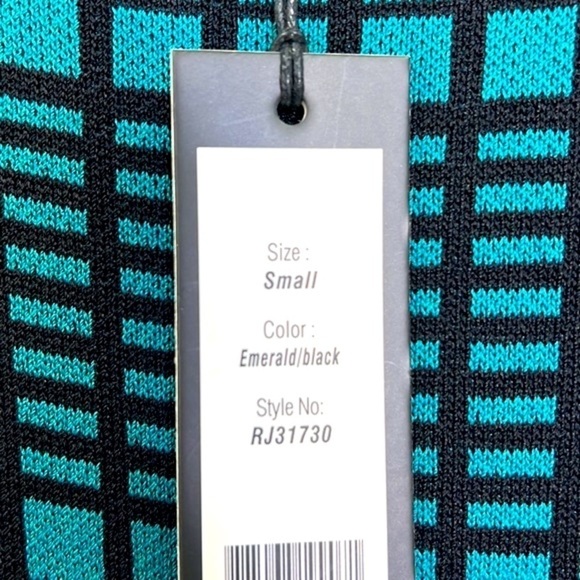 Size :
Small
Color :
Emerald/black
Style No:
RJ31730